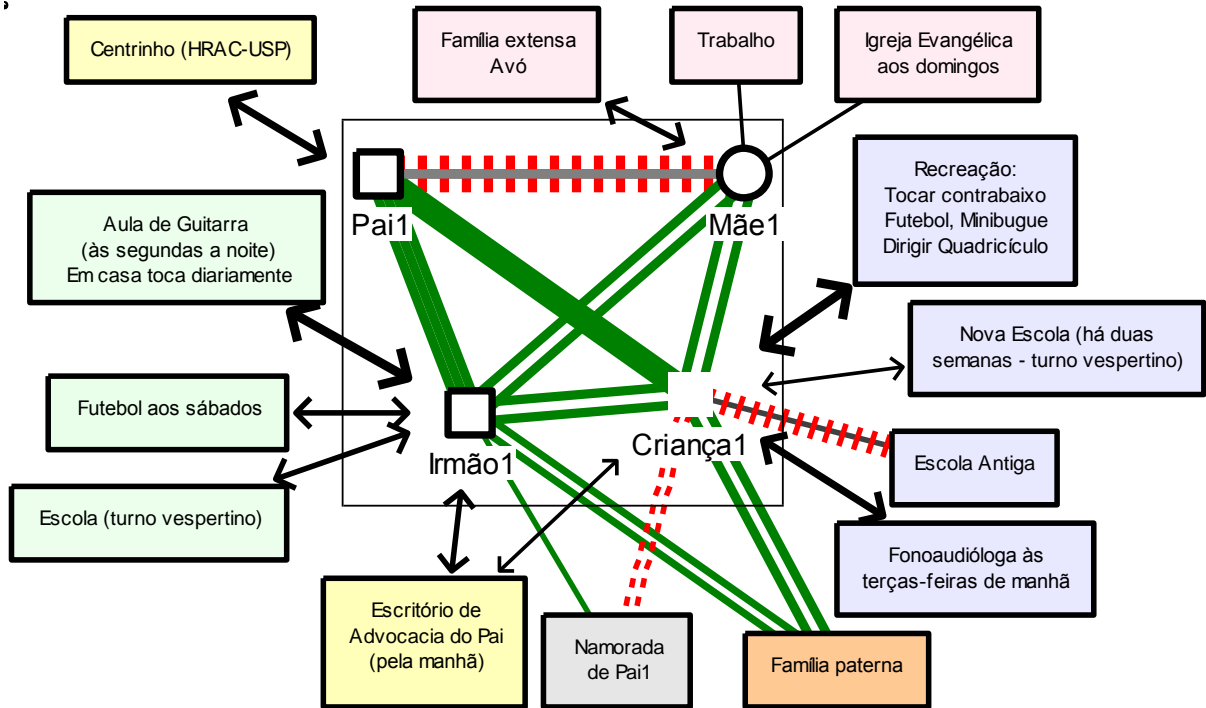 Centrinho (HRAC-USP)
Família extensa
Avó
Trabalho
Igreja Evangélica
aos domingos
Pai1
Mãe1
Recreação:
Tocar contrabaixo
Futebol, Minibugue
Dirigir Quadricículo
Aula de Guitarra
(às segundas a noite)
Em casa toca diariamente
Nova Escola (há duas
semanas - turno vespertino)
Futebol aos sábados
Irmão1
Criança1
Escola Antiga
Escola (turno vespertino)
Fonoaudióloga às
terças-feiras de manhã
Escritório de
Advocacia do Pai
(pela manhã)
Namorada
de Pai1
Família paterna